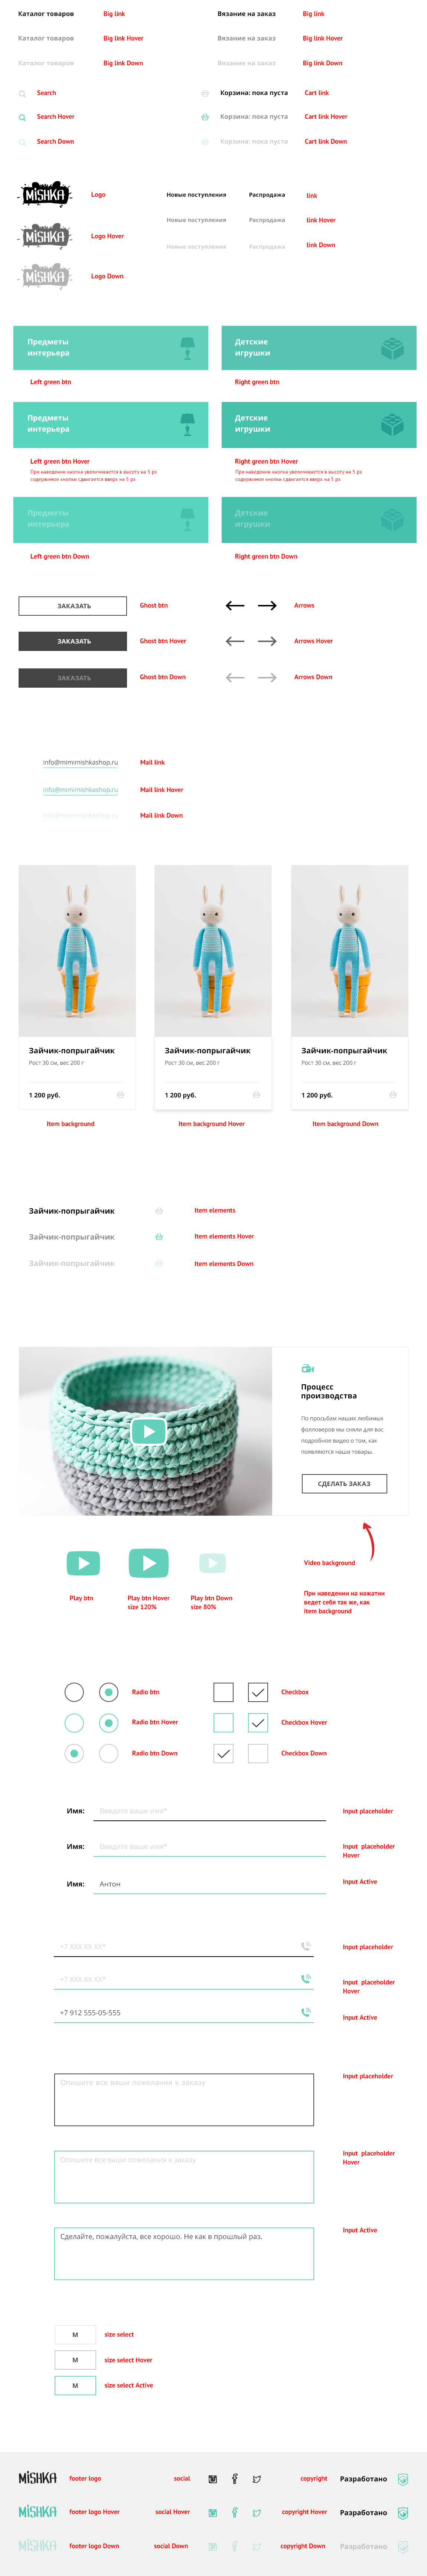 Каталог товаров Big link Вязание на заказ Big link
Каталог товаров Big link Hover Вязание на заказ Big link Hover
Каталог товаров Big link Down Вязание на заказ Big link Down
Search Корзина: пока пуста Cart link
Search Hover Корзина: пока пуста Cart link Hover
Search Down Корзина: пока пуста Cart link Down
MiSHKA Logo Новые поступления Распродажа link
MiSHKA Logo Hover Новые поступления Распродажа link Hover
MiSHKA Logo Down Новые поступления Распродажа link Down
Предметы
интерьера
Детские
игрушки
Left green btn Right green btn
Предметы
интерьера
Детские
игрушки
Left green btn Hover
При наведении кнопка увеличивается в высоту на 5 px
содержимое кнопки сдвигается вверх на 5 px
Right green btn Hover
При наведении кнопка увеличивается в высоту на 5 px
содержимое кнопки сдвигается вверх на 5 px
Предметы
интерьера
Детские
игрушки
Left green btn Down Right green btn Down
ЗАКАЗАТЬ Ghost btn Arrows
ЗАКАЗАТЬ Ghost btn Hover Arrows Hover
ЗАКАЗАТЬ Ghost btn Down Arrows Down
info@mimimishkashop.ru Mail link
info@mimimishkashop.ru Mail link Hover
info@mimimishkashop.ru Mail link Down
Зайчик-попрыгайчик Зайчик-попрыгайчик Зайчик-попрыгайчик
Рост 30 см, вес 200 г Рост 30 см, вес 200 г Рост 30 см, вес 200 г
1 200 руб. 1 200 руб. 1 200 руб.
Item background Item background Hover Item background Down
Зайчик-попрыгайчик Item elements
Зайчик-попрыгайчик Item elements Hover
Зайчик-попрыгайчик Item elements Down
Процесс
производства
По просьбам наших любимых
фолловеров мы сняли для вас
подробное видео о том, как
появляются наши товары.
СДЕЛАТЬ ЗАКАЗ
Video background
При наведении на нажатии
ведет себя так же, как
item background
Play btn
Play btn Hover
size 120%
Play btn Down
size 80%
Radio btn Checkbox
Radio btn Hover Checkbox Hover
Radio btn Down Checkbox Down
Имя: Введите ваше имя* Input placeholder
Имя: Введите ваше имя* Input placeholder
Hover
Имя: Антон Input Active
+7 XXX XX XX* Input placeholder
+7 XXX XX XX* Input placeholder
Hover
+7 912 555-05-555 Input Active
Опишите все ваши пожелания к заказу Input placeholder
Опишите все ваши пожелания к заказу Input placeholder
Hover
Сделайте, пожалуйста, все хорошо. Не как в прошлый раз. Input Active
M size select
M size select Hover
M size select Active
MiSHKA footer logo social copyright Разработано
MiSHKA footer logo Hover social Hover copyright Hover Разработано
MiSHKA footer logo Down social Down copyright Down Разработано